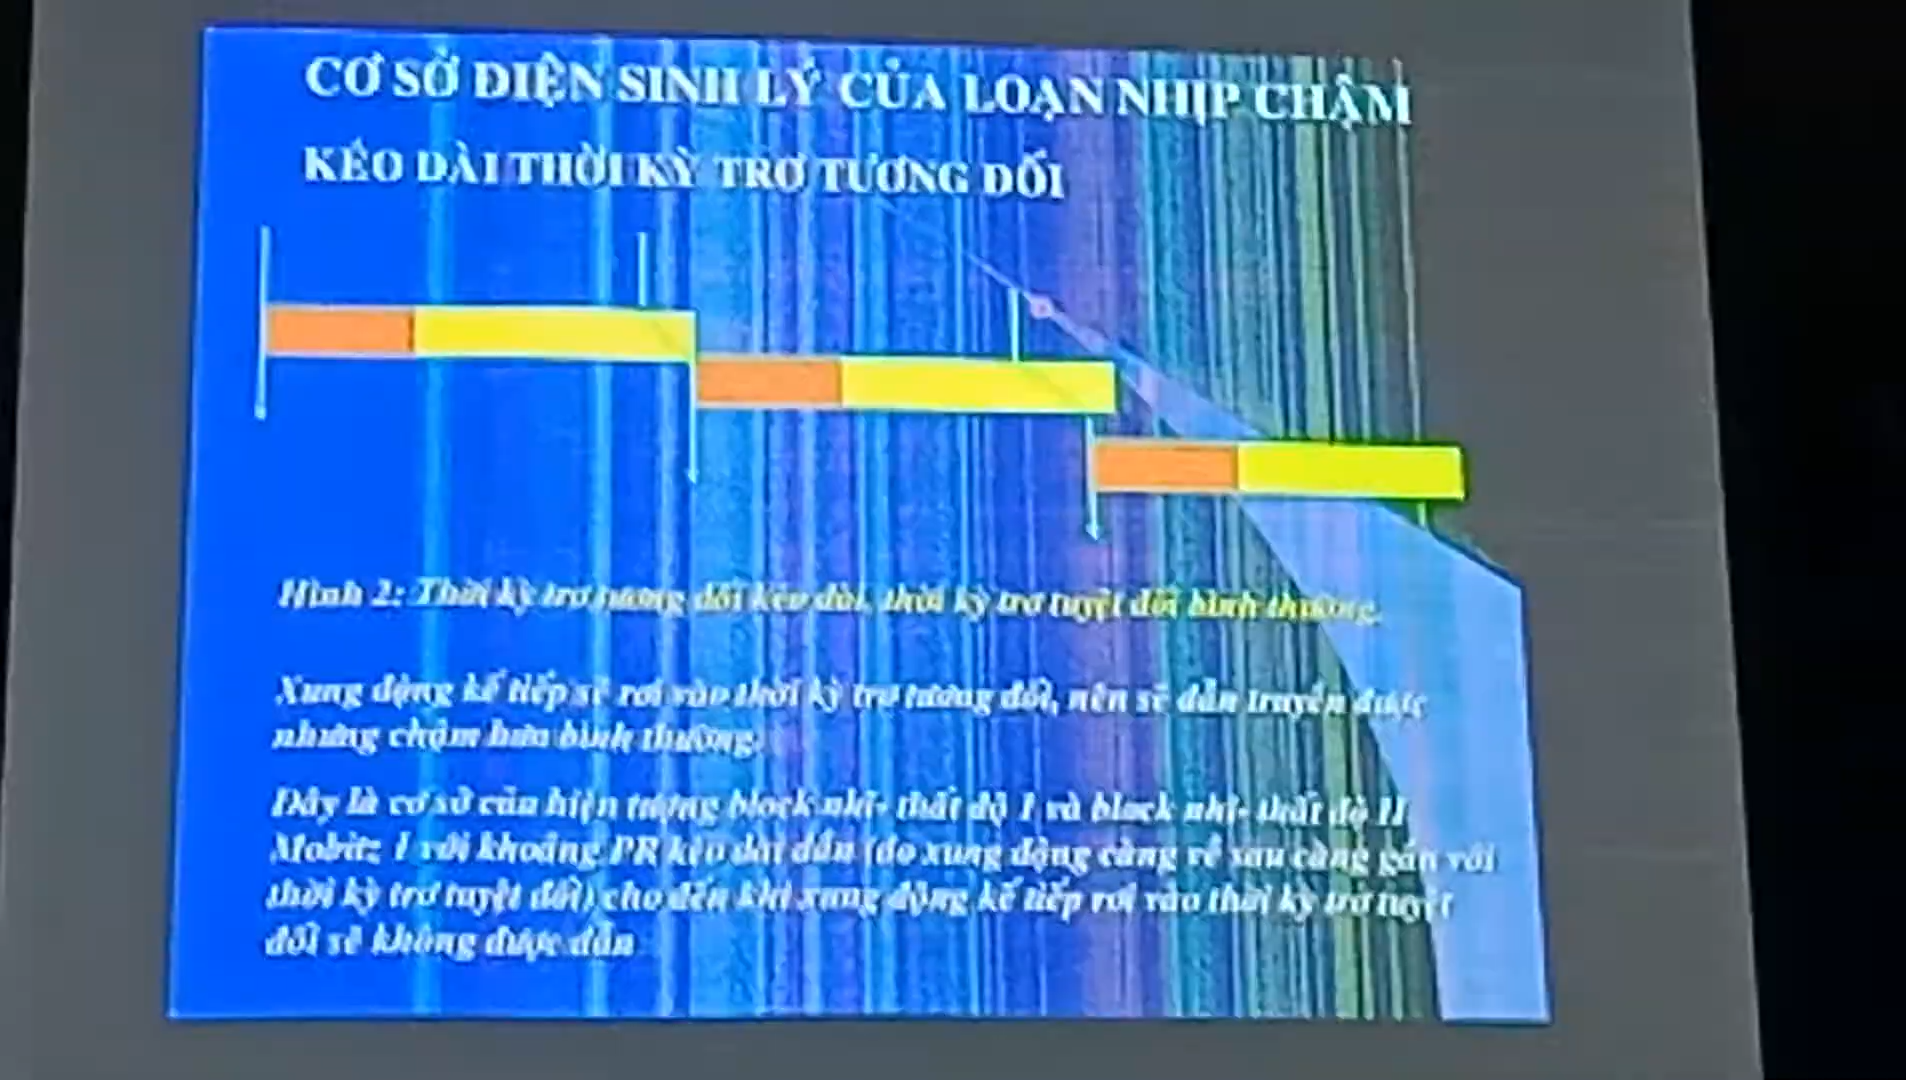 CƠ SỞ ĐIỆN SINH LÝ CỦA LOẠN NHỊP CHẬM
KÉO DÀI THỜI KỲ TRƠ TƯƠNG ĐỐI
Hình 2: Thời kỳ trơ tương đối kéo dài, thời kỳ trơ tuyệt đối bình thường.
Xung động kế tiếp sẽ rơi vào thời kỳ trơ tương đối, nên sẽ dẫn truyền được
nhưng chậm hơn bình thường.
Đây là cơ sở của hiện tượng block nhĩ- thất độ I và block nhĩ- thất độ II
Mobitz I với khoảng PR kéo dài dần (do xung động càng về sau càng gần với
thời kỳ trơ tuyệt đối) cho đến khi xung động kế tiếp rơi vào thời kỳ trơ tuyệt
đối sẽ không được dẫn